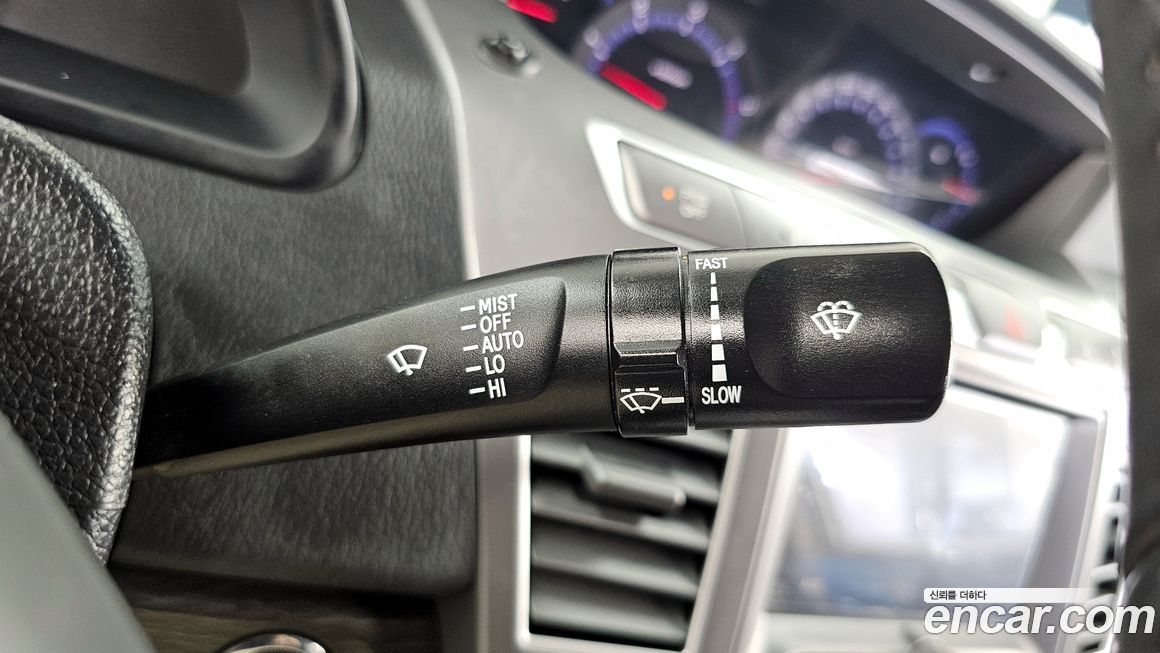 MIST
OFF
AUTO
LO
HI
FAST
SLOW
신뢰를 더하다
encar.com